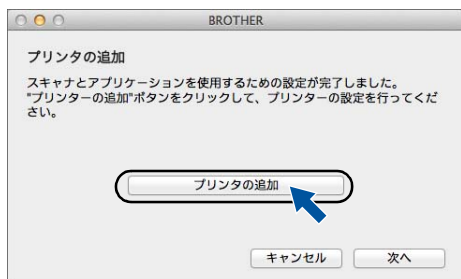 BROTHER
プリンタの追加
スキャナとアプリケーションを使用するための設定が完了しました。
"プリンターの追加"ボタンをクリックして、プリンターの設定を行ってくだ
さい。
プリンタの追加
キャンセル 次へ